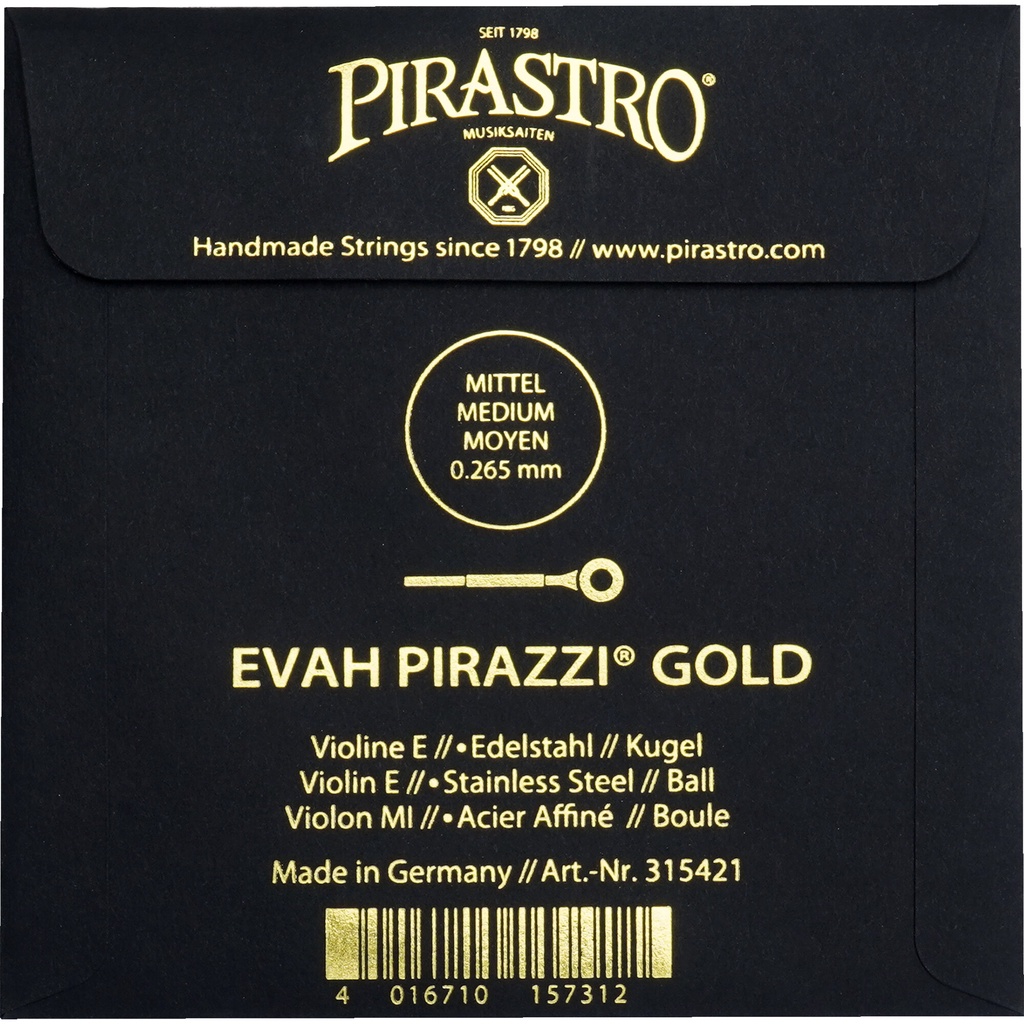 SEIT 1798
PIRASTRO®
MUSIKSAITEN
Handmade Strings since 1798 // www.pirastro.com
MITTEL
MEDIUM
MOYEN
0.265 mm
EVAH PIRAZZI® GOLD
Violine E // • Edelstahl // Kugel
Violin E // • Stainless Steel // Ball
Violon MI // • Acier Affiné // Boule
Made in Germany // Art.-Nr. 315421
4 016710 157312